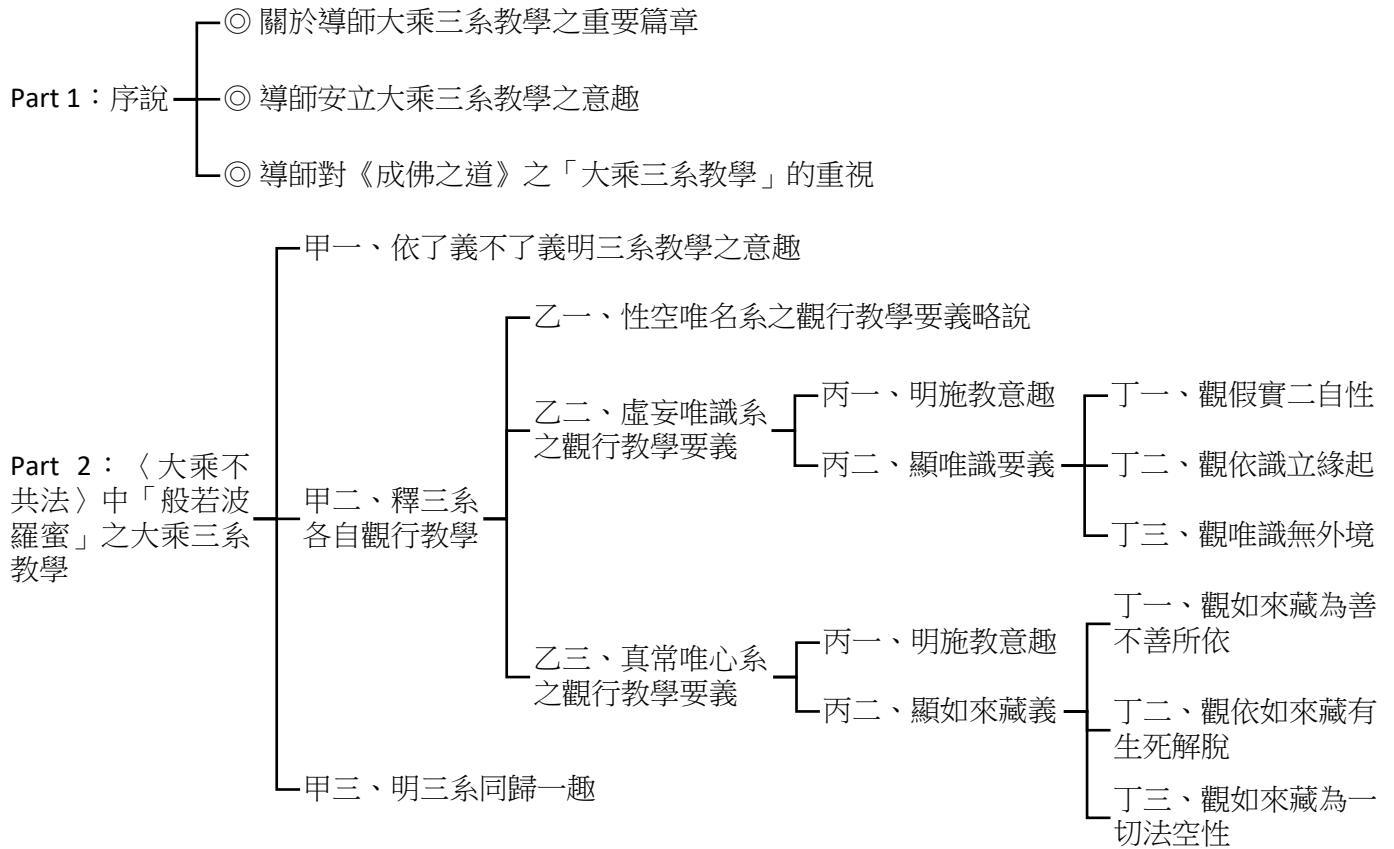 ◎ 關於導師大乘三系教學之重要篇章
Part 1：序說
◎ 導師安立大乘三系教學之意趣
◎ 導師對《成佛之道》之「大乘三系教學」的重視
Part 2：〈大乘不
共法〉中「般若波
羅蜜」之大乘三系
教學
甲一、依了義不了義明三系教學之意趣
甲二、釋三系
各自觀行教學
乙一、性空唯名系之觀行教學要義略說
乙二、虛妄唯識系
之觀行教學要義
丙一、明施教意趣
丙二、顯唯識要義
丁一、觀假實二自性
丁二、觀依識立緣起
丁三、觀唯識無外境
乙三、真常唯心系
之觀行教學要義
丙一、明施教意趣
丙二、顯如來藏義
丁一、觀如來藏為善
不善所依
丁二、觀依如來藏有
生死解脫
丁三、觀如來藏為一
切法空性
甲三、明三系同歸一趣